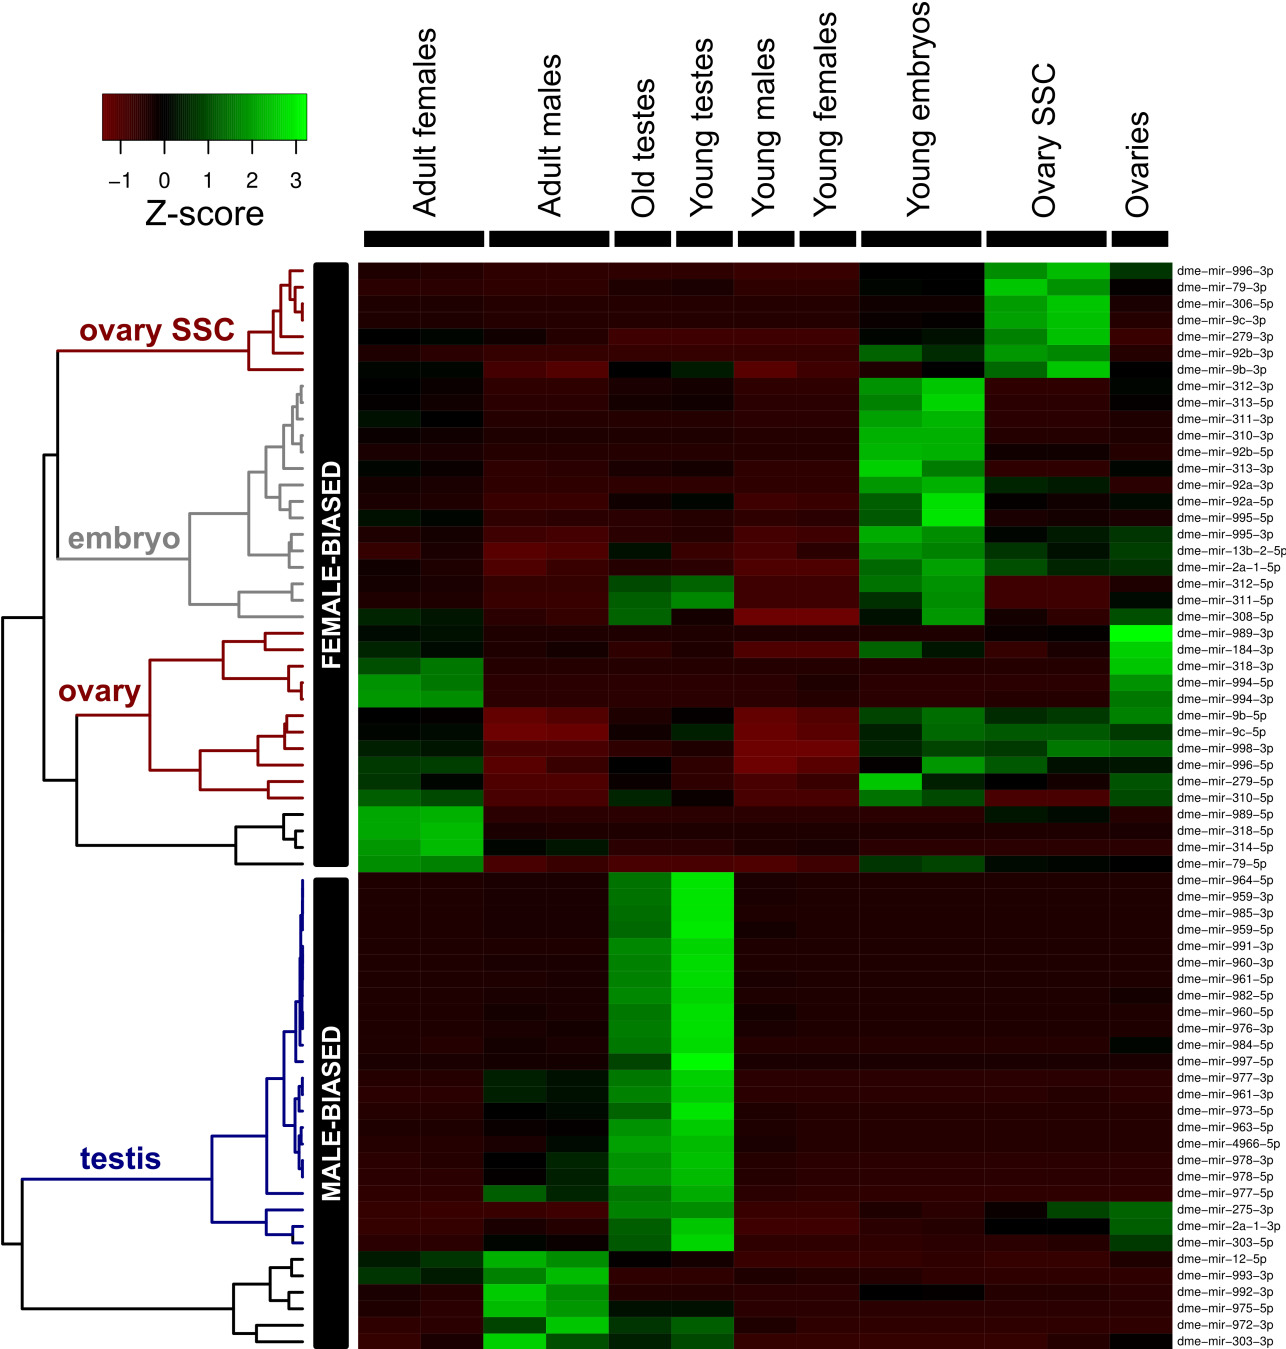 Adult females
Adult males
Old testes
Young testes
Young males
Young females
Young embryos
Ovary SSC
Ovaries
−1 0 1 2 3
Z-score
ovary SSC
embryo
ovary
testis
FEMALE-BIASED
MALE-BIASED
dme−mir−996−3p
dme−mir−79−3p
dme−mir−306−5p
dme−mir−9c−3p
dme−mir−279−3p
dme−mir−92b−3p
dme−mir−9b−3p
dme−mir−312−3p
dme−mir−313−5p
dme−mir−311−3p
dme−mir−310−3p
dme−mir−92b−5p
dme−mir−313−3p
dme−mir−92a−3p
dme−mir−92a−5p
dme−mir−995−5p
dme−mir−995−3p
dme−mir−13b−2−5p
dme−mir−2a−1−5p
dme−mir−312−5p
dme−mir−311−5p
dme−mir−308−5p
dme−mir−989−3p
dme−mir−184−3p
dme−mir−318−3p
dme−mir−994−5p
dme−mir−994−3p
dme−mir−9b−5p
dme−mir−9c−5p
dme−mir−998−3p
dme−mir−996−5p
dme−mir−279−5p
dme−mir−310−5p
dme−mir−989−5p
dme−mir−318−5p
dme−mir−314−5p
dme−mir−79−5p
dme−mir−964−5p
dme−mir−959−3p
dme−mir−985−3p
dme−mir−959−5p
dme−mir−991−3p
dme−mir−960−3p
dme−mir−961−5p
dme−mir−982−5p
dme−mir−960−5p
dme−mir−976−3p
dme−mir−984−5p
dme−mir−997−5p
dme−mir−977−3p
dme−mir−961−3p
dme−mir−973−5p
dme−mir−963−5p
dme−mir−4966−5p
dme−mir−978−3p
dme−mir−978−5p
dme−mir−977−5p
dme−mir−275−3p
dme−mir−2a−1−3p
dme−mir−303−5p
dme−mir−12−5p
dme−mir−993−3p
dme−mir−992−3p
dme−mir−975−5p
dme−mir−972−3p
dme−mir−303−3p